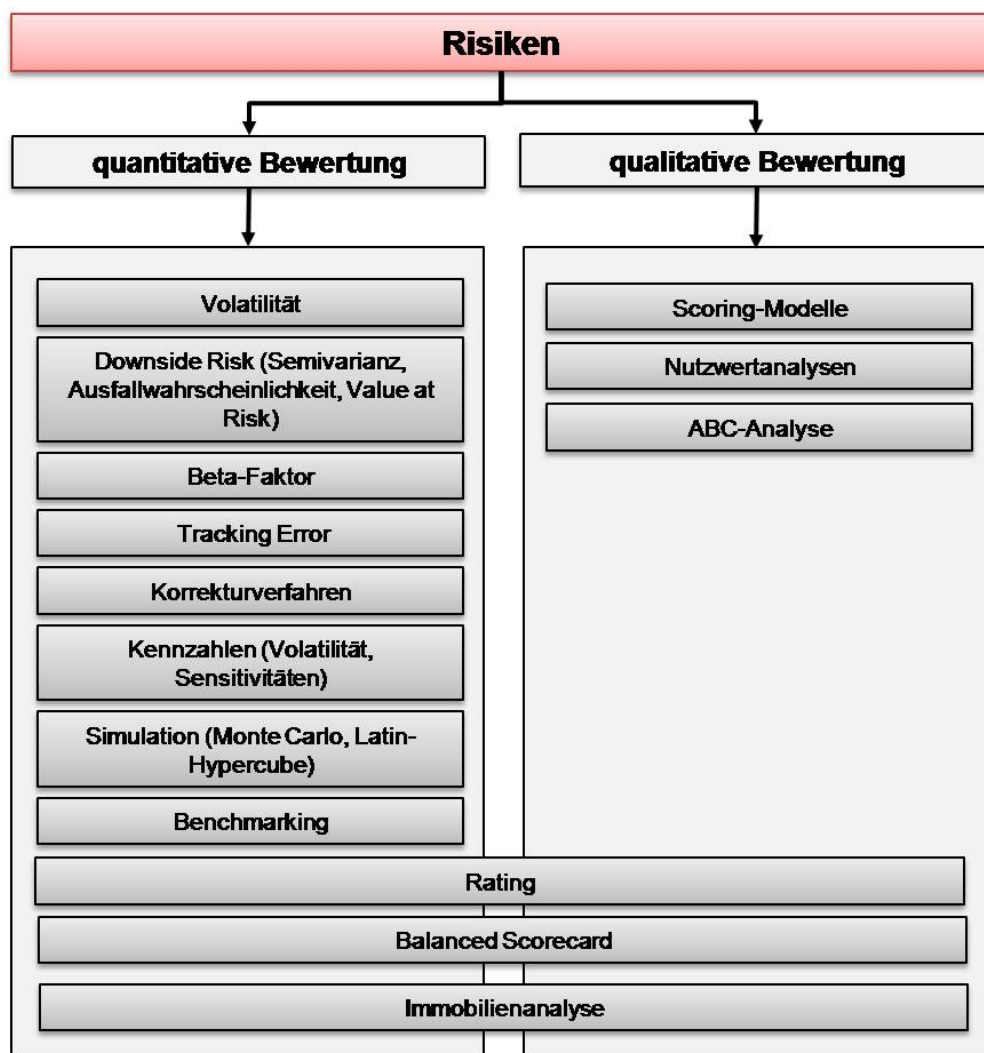 Risiken
quantitative Bewertung
qualitative Bewertung
Volatilität
Downside Risk (Semivarianz,
Ausfallwahrscheinlichkeit, Value at
Risk)
Beta-Faktor
Tracking Error
Korrekturverfahren
Kennzahlen (Volatilität,
Sensitivitäten)
Simulation (Monte Carlo, Latin-
Hypercube)
Benchmarking
Scoring-Modelle
Nutzwertanalysen
ABC-Analyse
Rating
Balanced Scorecard
Immobilienanalyse